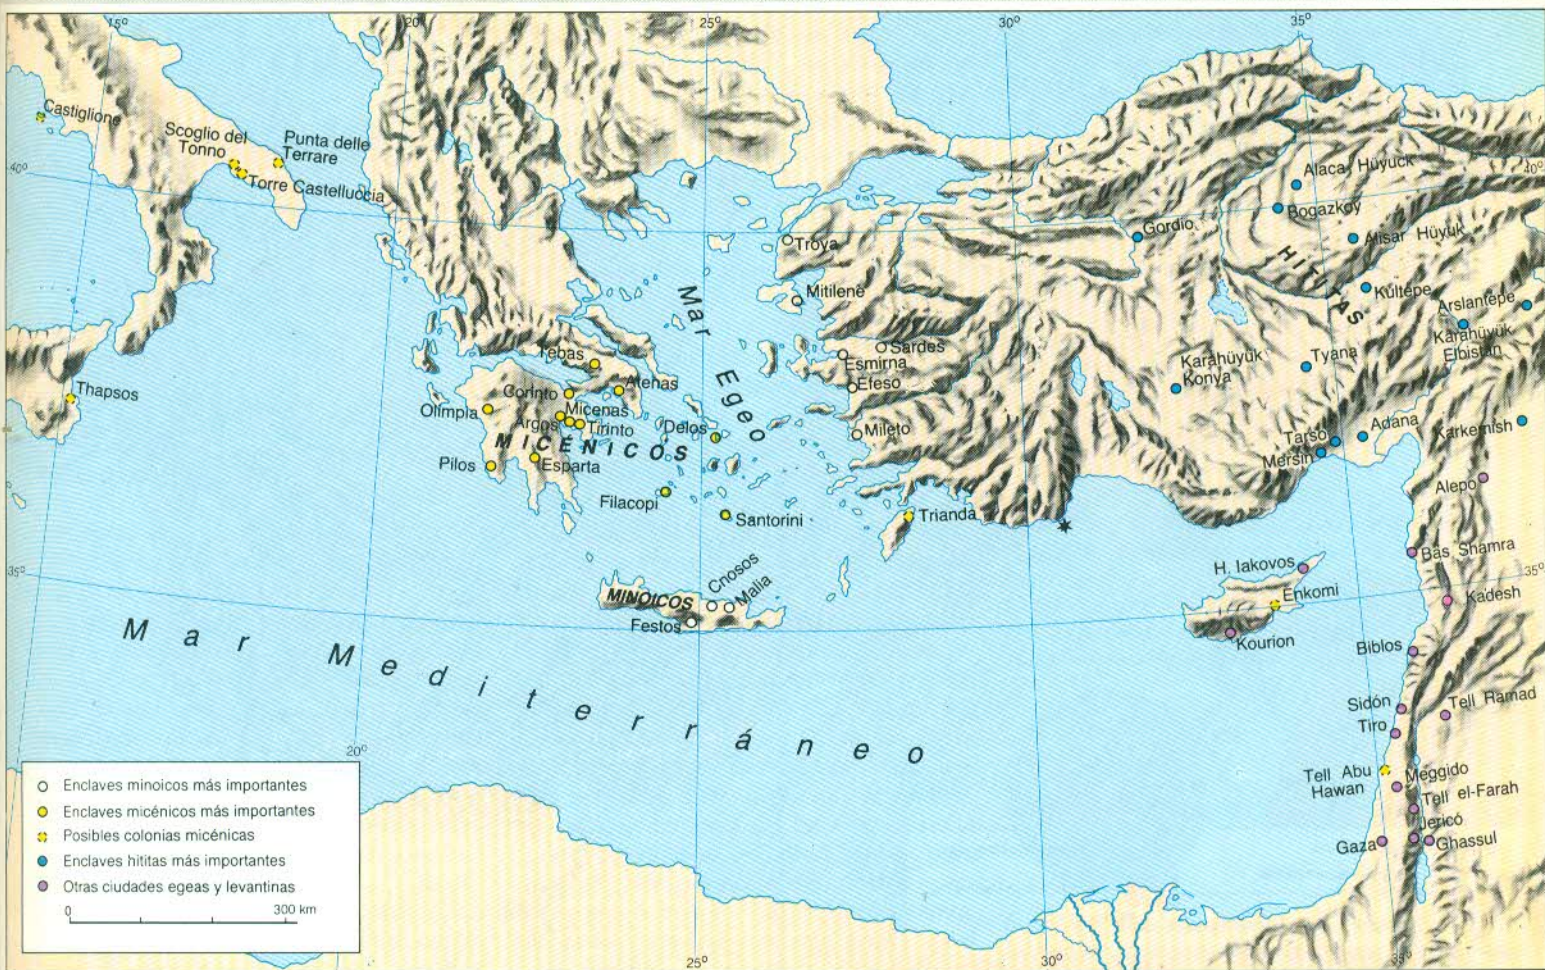 15°
20°
25°
30°
35°
Castiglione
Scoglio del
Tonno
Punta delle
Terrare
Torre Castelluccia
40°
40°
Alaca Hüyück
Bogazköy
Gordio
Alisar Hüyük
HITITAS
Troya
Mar Egeo
Mitilene
Kültepe
Arslantepe
Karahüyük
Elbistan
Sardes
Esmirna
Efeso
Karahüyük
Konya
Tyana
Tebas
Atenas
Thapsos
Corinto
Olimpia
Micenas
Argos
Tirinto
Delos
Mileto
MICÉNICOS
Tarso
Adana
Karkemish
Mersin
Pilos
Esparta
Alepo
Filacopi
Santorini
Trianda
35°
Bas Shamra
35°
H. Iakovos
Cnosos
Malia
MINOICOS
Festos
Enkomi
Kadesh
Kourion
Biblos
Mar Mediterráneo
Sidón
Tell Ramad
Tiro
20°
Tell Abu
Hawan
Meggido
Tell el-Farah
Jericó
Gaza
Ghassul
Enclaves minoicos más importantes
Enclaves micénicos más importantes
Posibles colonias micénicas
Enclaves hititas más importantes
Otras ciudades egeas y levantinas
0 300 km
25°
30°
35°